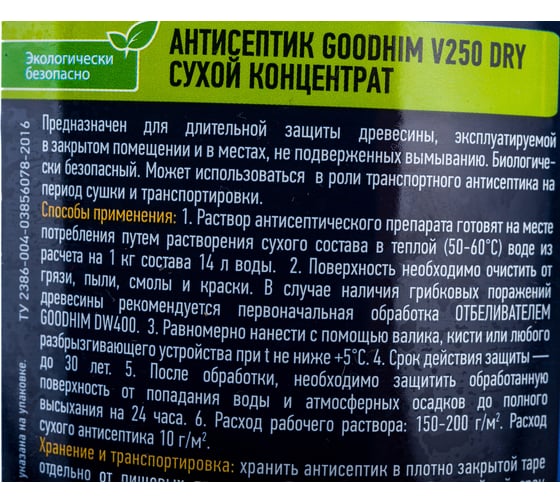 Экологически
безопасно
АНТИСЕПТИК GOODHIM V250 DRY
СУХОЙ КОНЦЕНТРАТ
Предназначен для длительной защиты древесины, эксплуатируемой
в закрытом помещении и в местах, не подверженных вымыванию. Биологиче-
ски безопасный. Может использоваться в роли транспортного антисептика на
период сушки и транспортировки.
Способы применения: 1. Раствор антисептического препарата готовят на месте
потребления путем растворения сухого состава в теплой (50-60°C) воде из
расчета на 1 кг состава 14 л воды. 2. Поверхность необходимо очистить от
грязи, пыли, смолы и краски. В случае наличия грибковых поражений
древесины рекомендуется первоначальная обработка ОТБЕЛИВАТЕЛЕМ
GOODHIM DW400. 3. Равномерно нанести с помощью валика, кисти или любого
разбрызгивающего устройства при t не ниже +5°C. 4. Срок действия защиты —
до 30 лет. 5. После обработки, необходимо защитить обработанную
поверхность от попадания воды и атмосферных осадков до полного
высыхания на 24 часа. 6. Расход рабочего раствора: 150-200 г/м². Расход
сухого антисептика 10 г/м².
Хранение и транспортировка: хранить антисептик в плотно закрытой таре
отдельно от пищевых
ТУ 2386-004-03856078-2016
указана на упаковке.